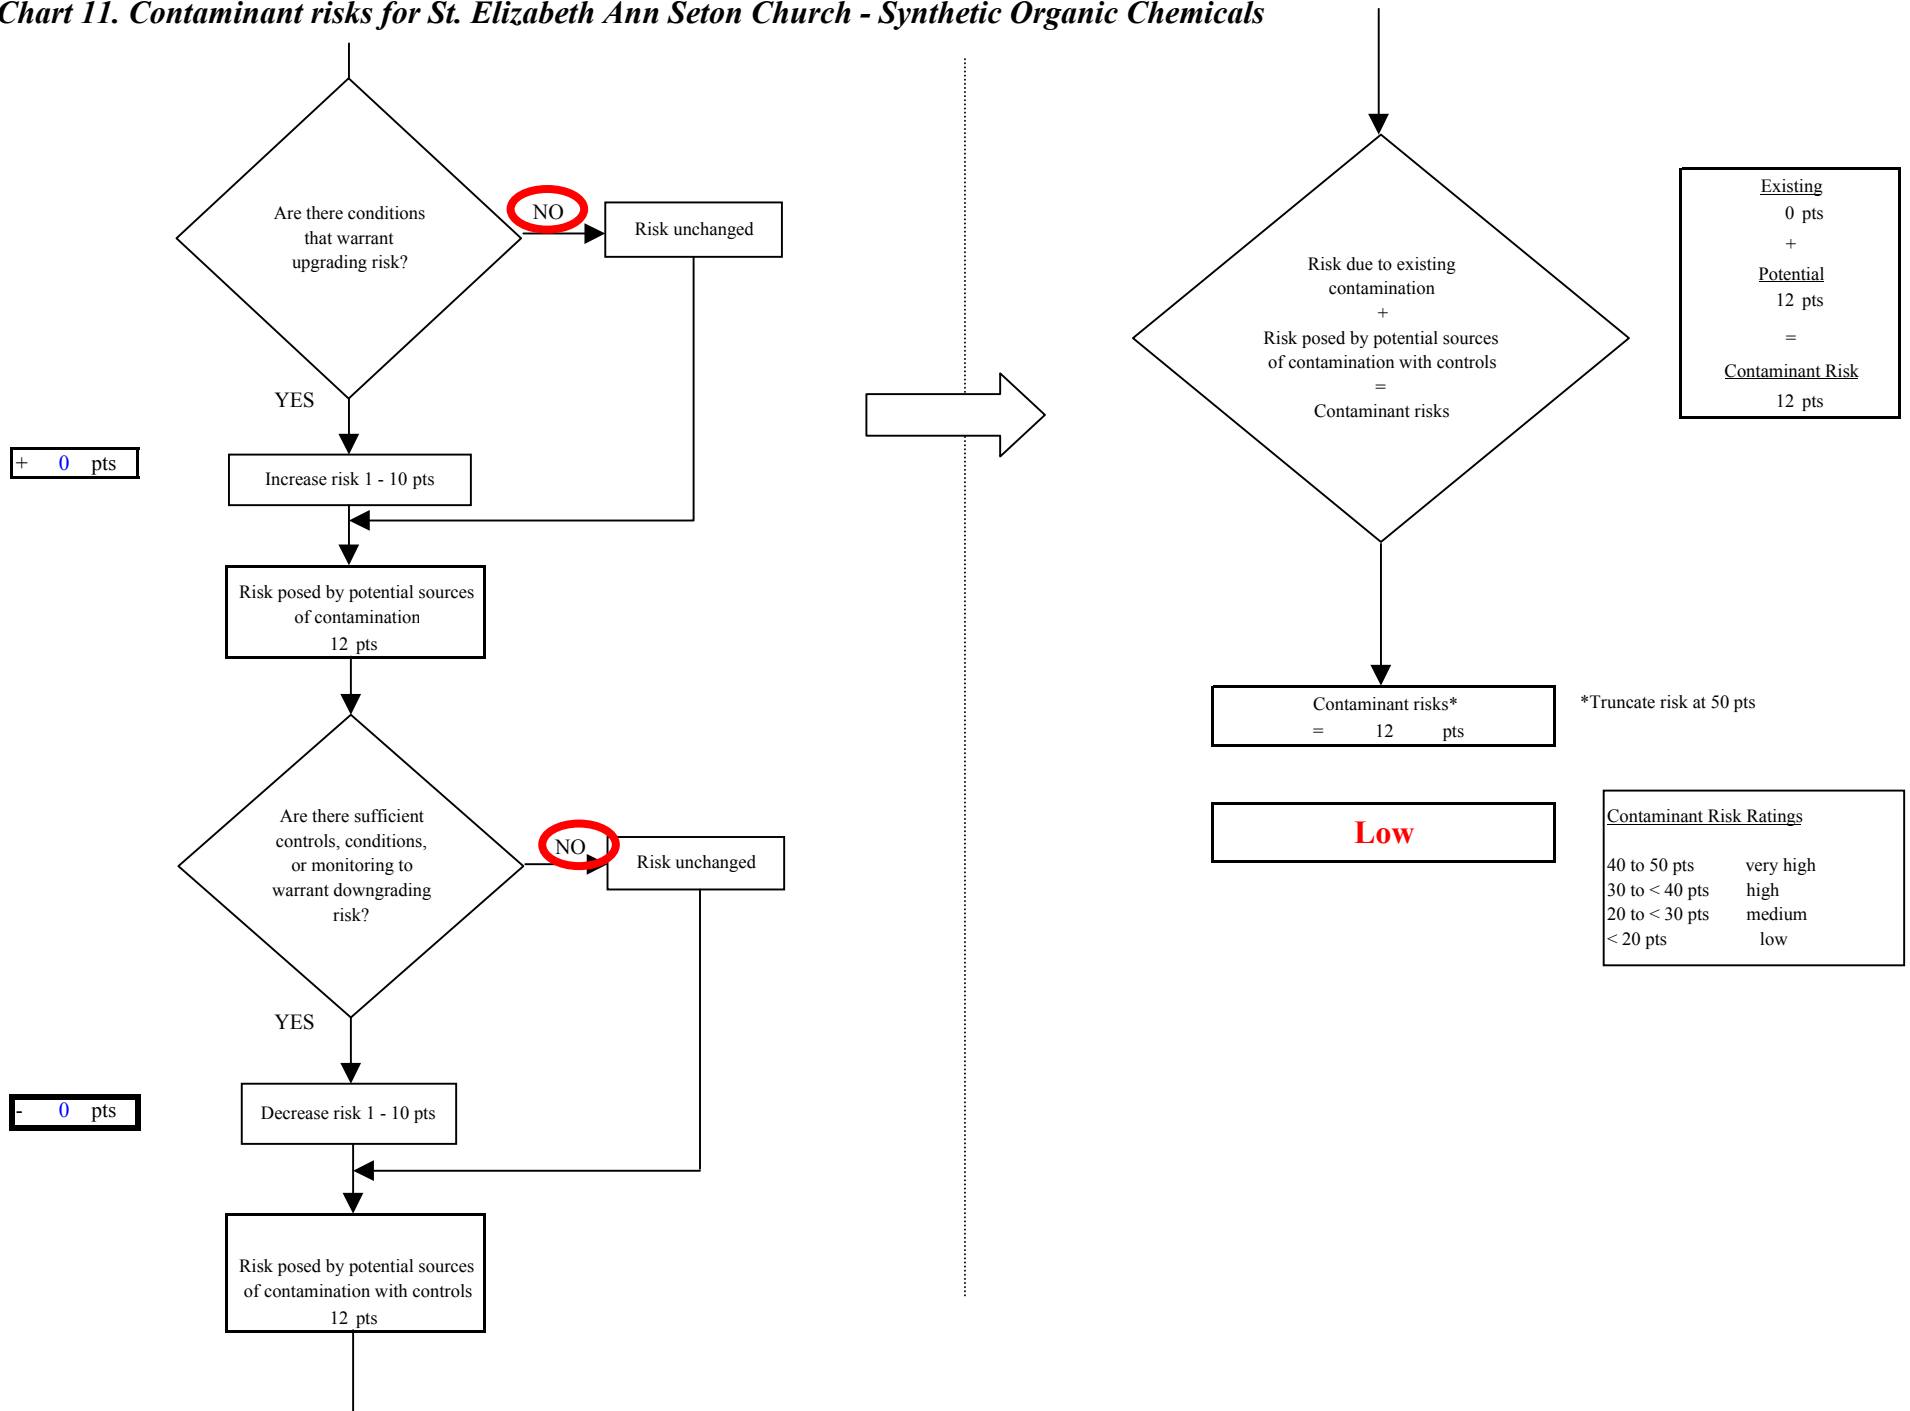 Chart 11. Contaminant risks for St. Elizabeth Ann Seton Church - Synthetic Organic Chemicals
Are there conditions
that warrant
upgrading risk?
NO
Risk unchanged
YES
+ 0 pts
Increase risk 1 - 10 pts
Risk posed by potential sources
of contamination
12 pts
Are there sufficient
controls, conditions,
or monitoring to
warrant downgrading
risk?
NO
Risk unchanged
YES
- 0 pts
Decrease risk 1 - 10 pts
Risk posed by potential sources
of contamination with controls
12 pts
Risk due to existing
contamination
+
Risk posed by potential sources
of contamination with controls
=
Contaminant risks
Existing
0 pts
+
Potential
12 pts
=
Contaminant Risk
12 pts
Contaminant risks*
= 12 pts
*Truncate risk at 50 pts
Low
Contaminant Risk Ratings
40 to 50 pts very high
30 to < 40 pts high
20 to < 30 pts medium
< 20 pts low